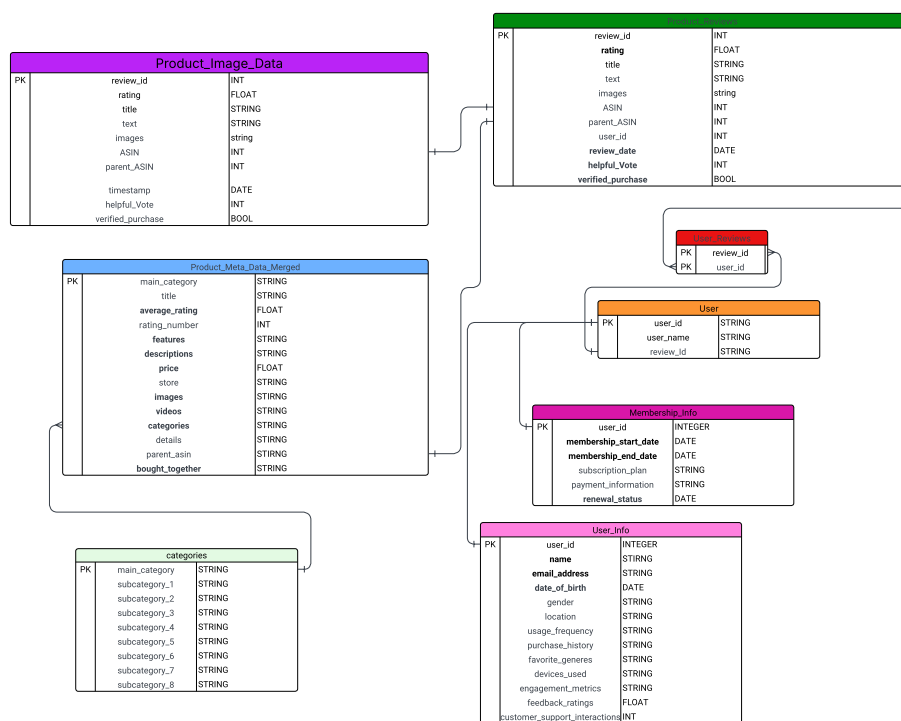 Product_Reviews
PK review_id INT
rating FLOAT
title STRING
text STRING
images string
ASIN INT
parent_ASIN INT
user_id INT
review_date DATE
helpful_Vote INT
verified_purchase BOOL
Product_Image_Data
PK review_id INT
rating FLOAT
title STRING
text STRING
images string
ASIN INT
parent_ASIN INT
timestamp DATE
helpful_Vote INT
verified_purchase BOOL
User_Reviews
PK review_id
PK user_id
Product_Meta_Data_Merged
PK main_category STRING
title STRING
average_rating FLOAT
rating_number INT
features STRING
descriptions STRING
price FLOAT
store STRING
images STIRNG
videos STIRNG
categories STRING
details STIRNG
parent_asin STIRNG
bought_together STRING
User
PK user_id STRING
user_name STRING
review_Id STRING
Membership_Info
PK user_id INTEGER
membership_start_date DATE
membership_end_date DATE
subscription_plan STRING
payment_information STRING
renewal_status DATE
User_Info
PK user_id INTEGER
name STIRNG
email_address STRING
date_of_birth DATE
gender STRING
location STRING
usage_frequency STRING
purchase_history STRING
favorite_generes STRING
devices_used STRING
engagement_metrics STRING
feedback_ratings FLOAT
customer_support_interactions INT
categories
PK main_category STRING
subcategory_1 STRING
subcategory_2 STRING
subcategory_3 STRING
subcategory_4 STRING
subcategory_5 STRING
subcategory_6 STRING
subcategory_7 STRING
subcategory_8 STRING